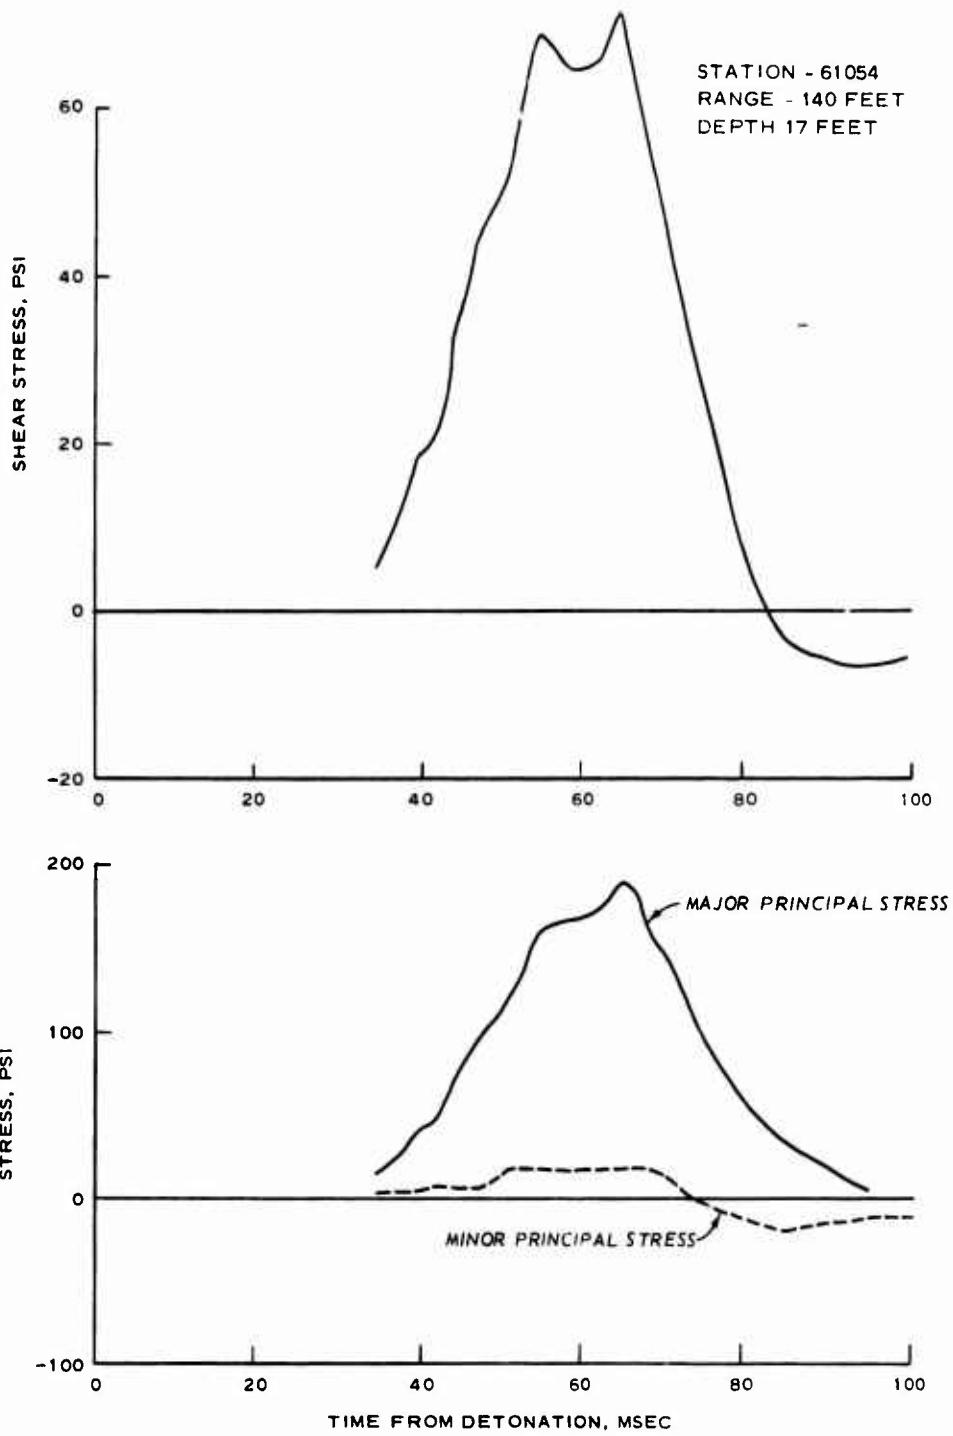 STATION - 61054
RANGE - 140 FEET
DEPTH 17 FEET
SHEAR STRESS, PSI
60
40
20
0
-20
0 20 40 60 80 100
STRESS, PSI
200
100
0
-100
MAJOR PRINCIPAL STRESS
MINOR PRINCIPAL STRESS
0 20 40 60 80 100
TIME FROM DETONATION, MSEC